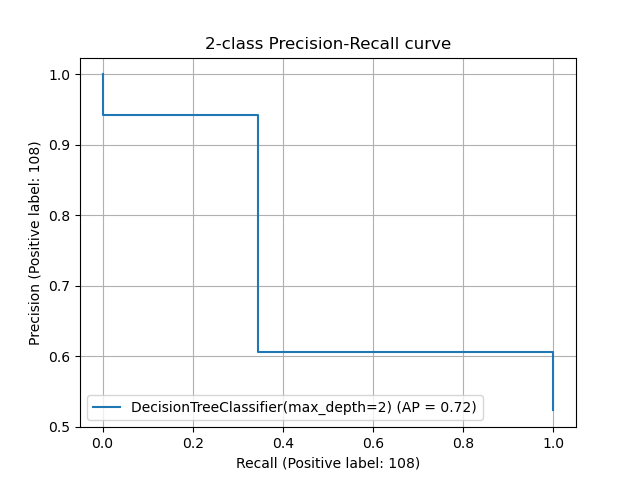 2-class Precision-Recall curve
1.0
0.9
0.8
0.7
0.6
0.5
Precision (Positive label: 108)
DecisionTreeClassifier(max_depth=2) (AP = 0.72)
0.0 0.2 0.4 0.6 0.8 1.0
Recall (Positive label: 108)